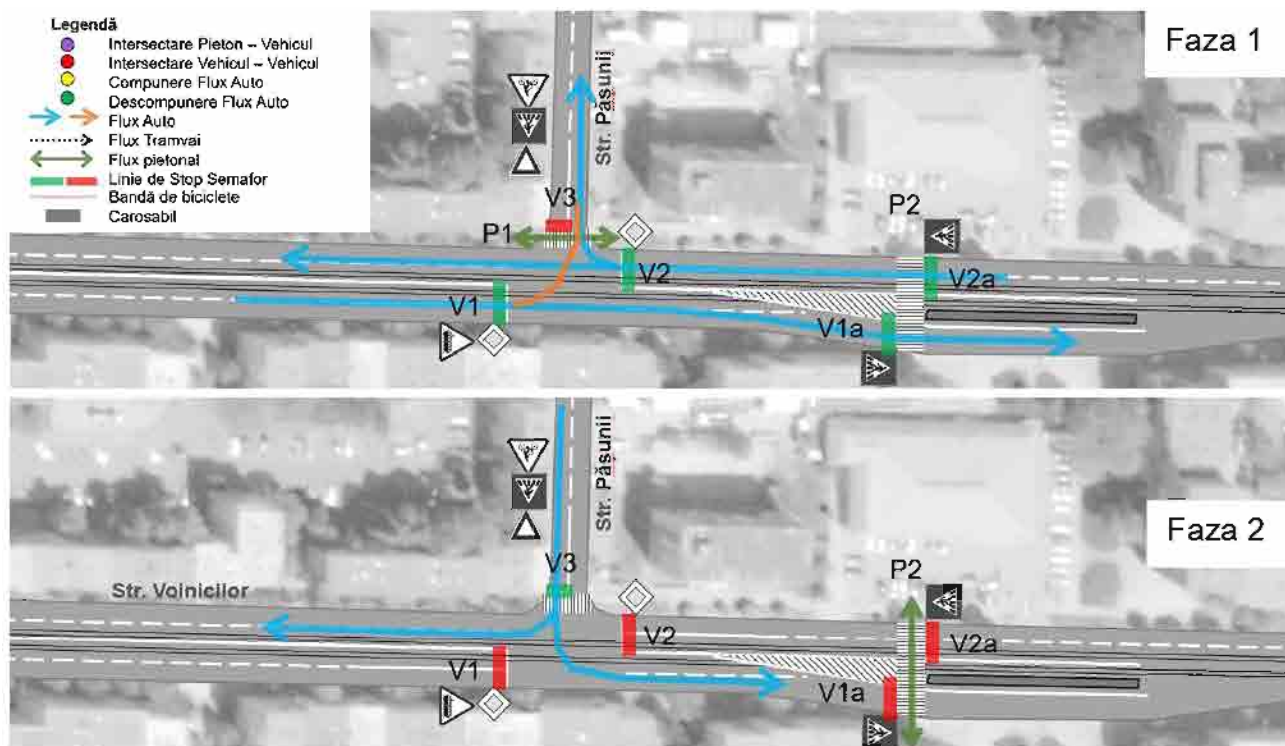 Legendă
Intersectare Pieton – Vehicul
Intersectare Vehicul – Vehicul
Compunere Flux Auto
Descompunere Flux Auto
Flux Auto
Flux Tramvai
Flux pietonal
Linie de Stop Semafor
Bandă de biciclete
Carosabil
Faza 1
Str. Păsunii
V3
P1
P2
V2
V2a
V1
V1a
Faza 2
Str. Păsunii
V3
P2
Str. Voinicilor
V2
V2a
V1
V1a